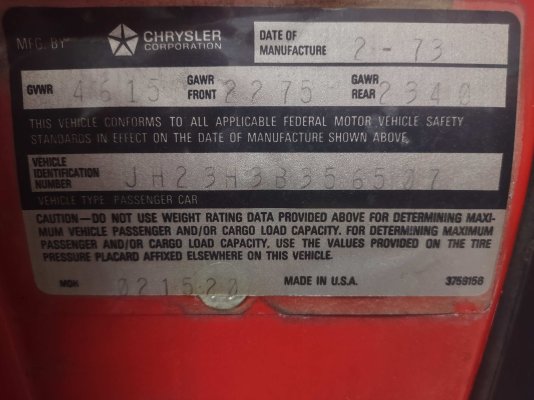 MFG. BY CHRYSLER CORPORATION
DATE OF MANUFACTURE 2-73
GVWR 4615 GAWR FRONT 2275 GAWR REAR 2340
THIS VEHICLE CONFORMS TO ALL APPLICABLE FEDERAL MOTOR VEHICLE SAFETY
STANDARDS IN EFFECT ON THE DATE OF MANUFACTURE SHOWN ABOVE.
VEHICLE IDENTIFICATION NUMBER JH23H3B356507
VEHICLE TYPE: PASSENGER CAR
CAUTION—DO NOT USE WEIGHT RATING DATA PROVIDED ABOVE FOR DETERMINING MAXI-
MUM VEHICLE PASSENGER AND/OR CARGO LOAD CAPACITY. FOR DETERMINING MAXIMUM
PASSENGER AND/OR CARGO LOAD CAPACITY, USE THE VALUES PROVIDED ON THE TIRE
PRESSURE PLACARD AFFIXED ELSEWHERE ON THIS VEHICLE.
MDH 021520 MADE IN U.S.A. 3759156